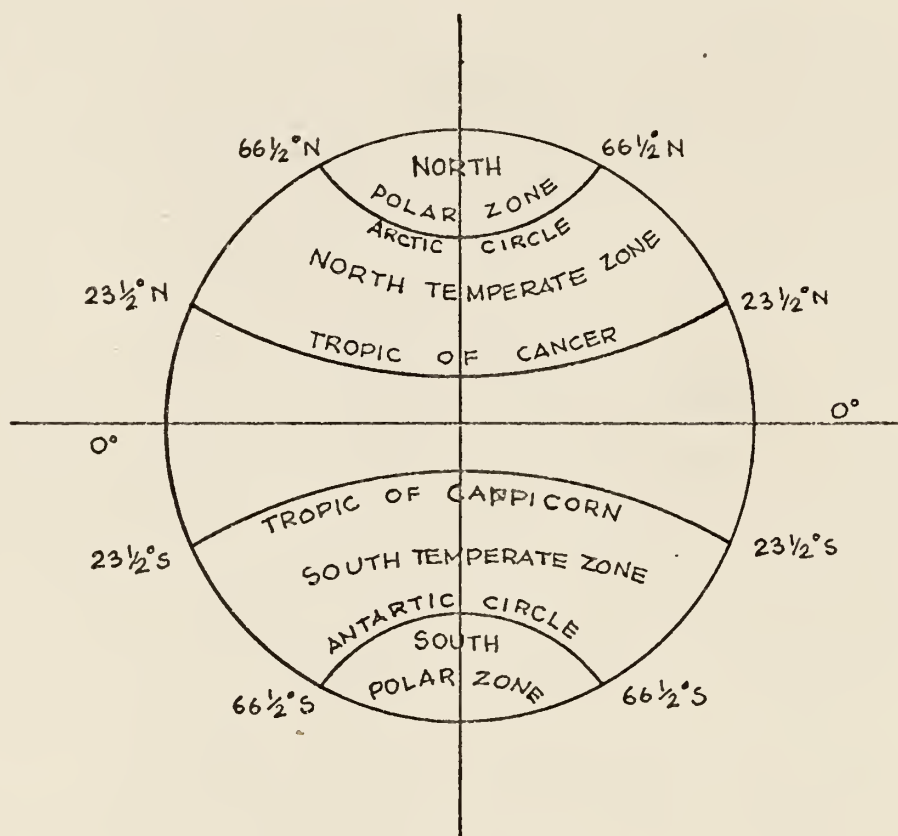 66½°N
66½°N
NORTH
POLAR ZONE
ARCTIC CIRCLE
NORTH TEMPERATE ZONE
23½°N
23½°N
TROPIC OF CANCER
0°
0°
TROPIC OF CAPPICORN
23½°S
23½°S
SOUTH TEMPERATE ZONE
ANTARTIC CIRCLE
SOUTH
POLAR ZONE
66½°S
66½°S